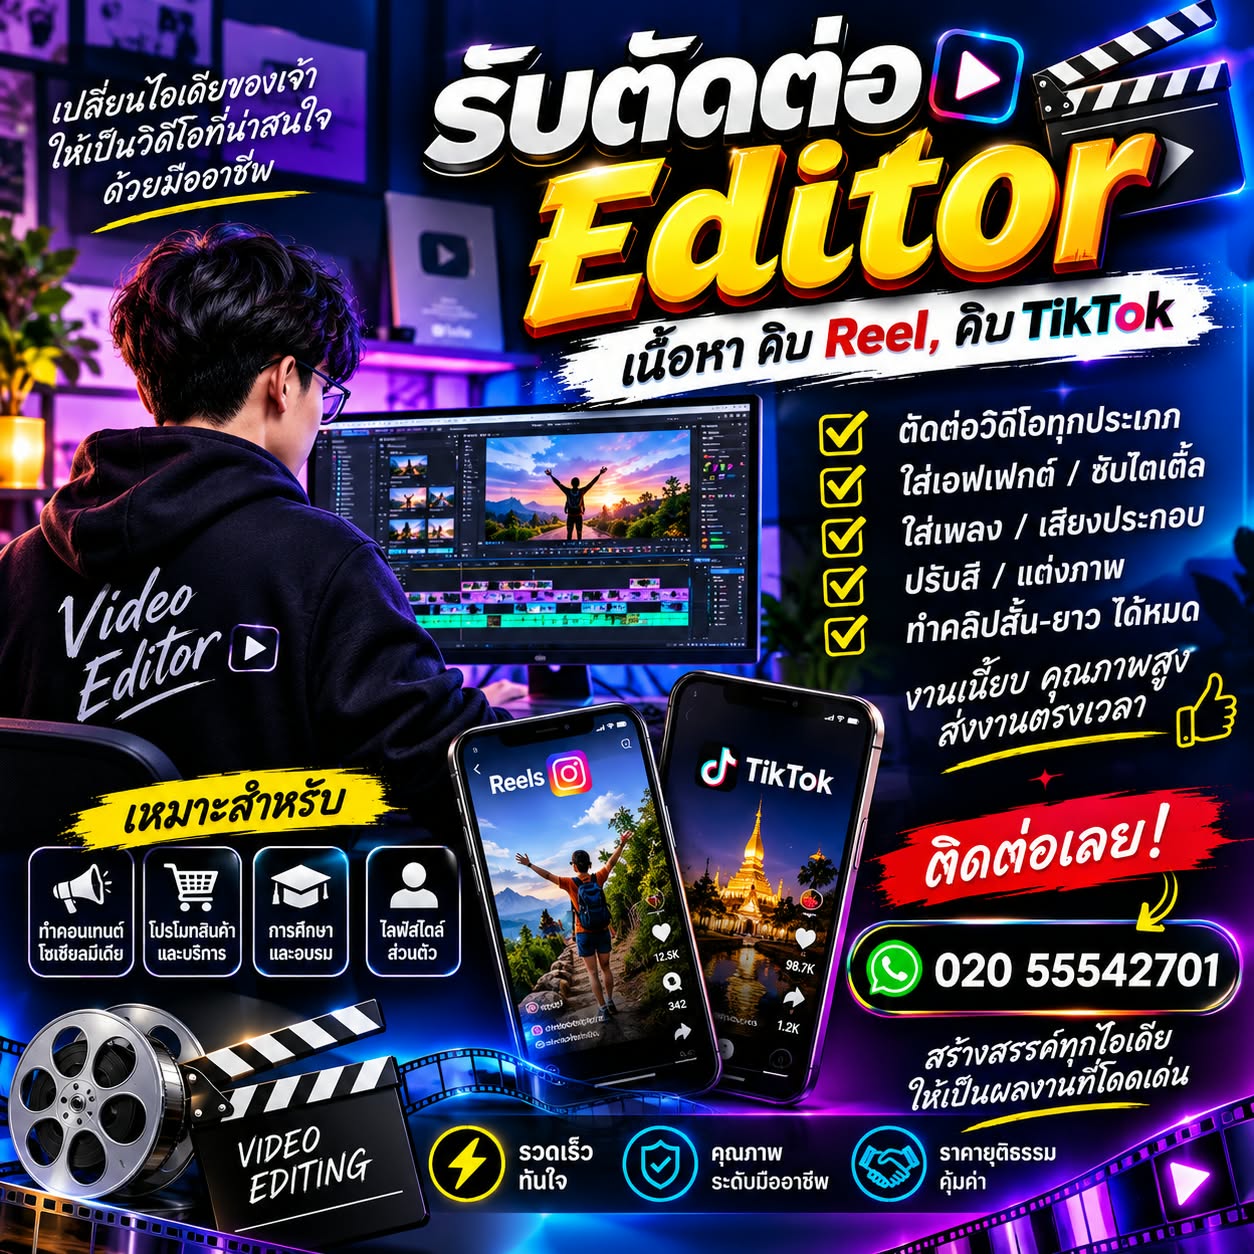 เปลี่ยนไอเดียของเจ้า
ให้เป็นวิดีโอที่น่าสนใจ
ด้วยมืออาชีพ
รับตัดต่อ
Editor
เนื้อหา คิบ Reel, คิบ TikTok
ตัดต่อวิดีโอทุกประเภท
ใส่เอฟเฟกต์ / ซับไตเติ้ล
ใส่เพลง / เสียงประกอบ
ปรับสี / แต่งภาพ
ทำคลิปสั้น-ยาว ได้หมด
งานเนี้ยบ คุณภาพสูง
ส่งงานตรงเวลา
Video
Editor
Reels
12.5K
342
TikTok
98.7K
1.2K
เหมาะสำหรับ
ทำคอนเทนต์
โซเชียลมีเดีย
โปรโมทสินค้า
และบริการ
การศึกษา
และอบรม
ไลฟ์สไตล์
ส่วนตัว
ติดต่อเลย!
020 55542701
สร้างสรรค์ทุกไอเดีย
ให้เป็นผลงานที่โดดเด่น
VIDEO
EDITING
รวดเร็ว
ทันใจ
คุณภาพ
ระดับมืออาชีพ
ราคายุติธรรม
คุ้มค่า